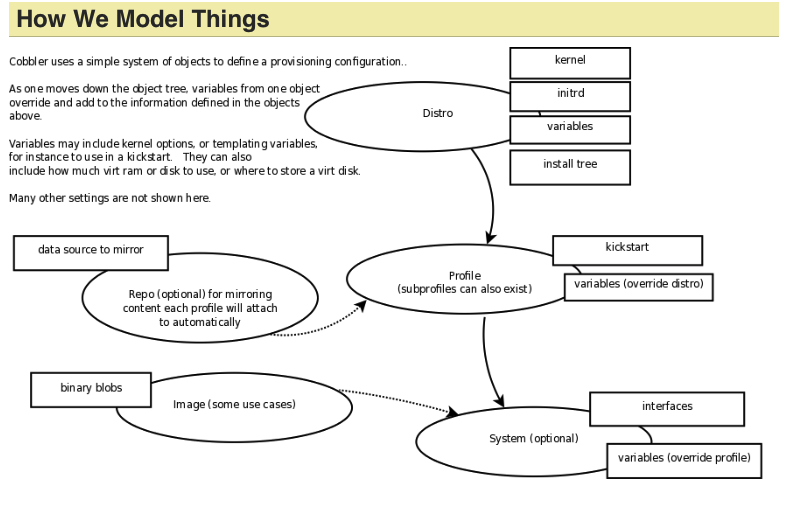 How We Model Things
Cobbler uses a simple system of objects to define a provisioning configuration..
As one moves down the object tree, variables from one object
override and add to the information defined in the objects
above.
Variables may include kernel options, or templating variables,
for instance to use in a kickstart. They can also
include how much virt ram or disk to use, or where to store a virt disk.
Many other settings are not shown here.
Distro
kernel
initrd
variables
install tree
data source to mirror
Repo (optional) for mirroring
content each profile will attach
to automatically
Profile
(subprofiles can also exist)
kickstart
variables (override distro)
binary blobs
Image (some use cases)
System (optional)
interfaces
variables (override profile)